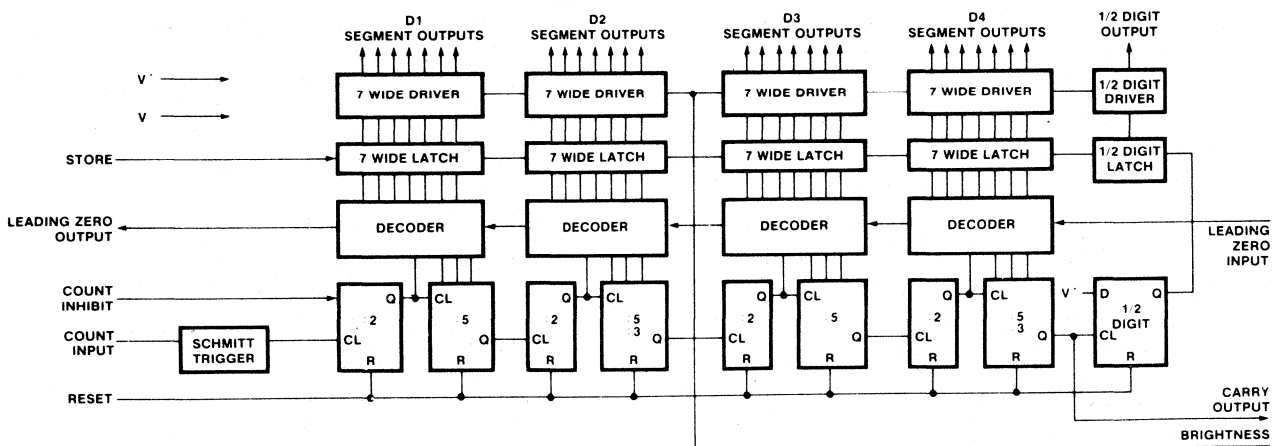 D1
SEGMENT OUTPUTS
D2
SEGMENT OUTPUTS
D3
SEGMENT OUTPUTS
D4
SEGMENT OUTPUTS
1/2 DIGIT
OUTPUT
V
7 WIDE DRIVER
7 WIDE DRIVER
7 WIDE DRIVER
7 WIDE DRIVER
1/2 DIGIT
DRIVER
V
STORE
7 WIDE LATCH
7 WIDE LATCH
7 WIDE LATCH
7 WIDE LATCH
1/2 DIGIT
LATCH
LEADING ZERO
OUTPUT
DECODER
DECODER
DECODER
DECODER
LEADING
ZERO
INPUT
COUNT
INHIBIT
COUNT
INPUT
SCHMITT
TRIGGER
Q
2
CL
R
CL
5
Q
R
Q
2
CL
R
CL
5
3
Q
R
Q
2
CL
R
CL
5
Q
R
Q
2
CL
R
CL
5
3
Q
R
V
D
Q
1/2
DIGIT
CL
R
RESET
CARRY
OUTPUT
BRIGHTNESS